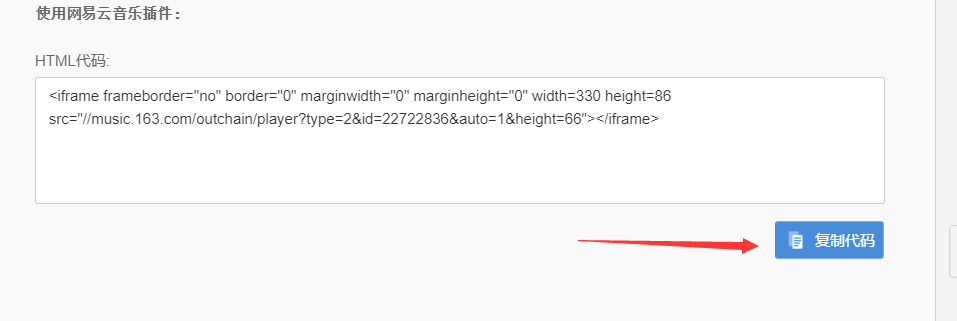 使用网易云音乐插件：
HTML代码:
<iframe frameborder="no" border="0" marginwidth="0" marginheight="0" width=330 height=86
src="//music.163.com/outchain/player?type=2&id=22722836&auto=1&height=66"></iframe>
复制代码